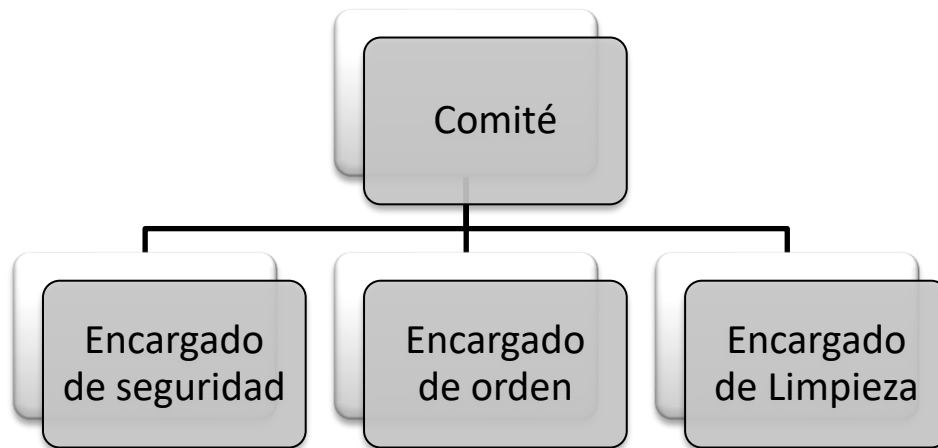 Comité
Encargado
de seguridad
Encargado
de orden
Encargado
de Limpieza